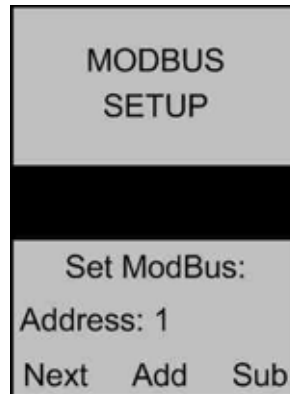 MODBUS
SETUP
Set ModBus:
Address: 1
Next Add Sub